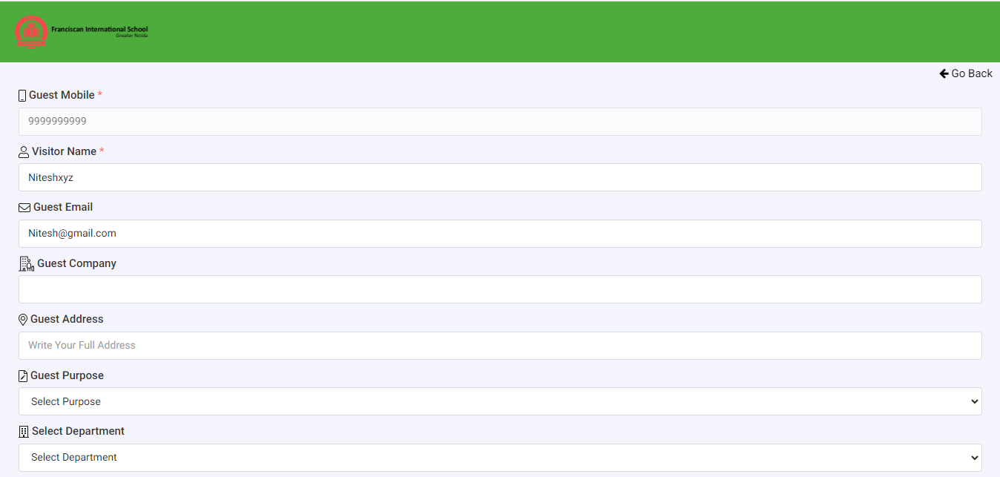 Franciscan International School
Greater Noida
Go Back
Guest Mobile *
9999999999
Visitor Name *
Niteshxyz
Guest Email
Nitesh@gmail.com
Guest Company
Guest Address
Write Your Full Address
Guest Purpose
Select Purpose
Select Department
Select Department